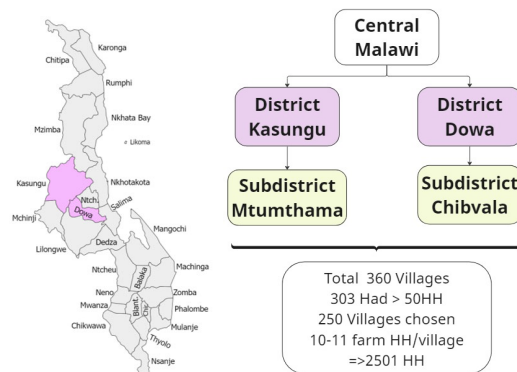 Karonga
Chitipa
Rumphi
Nkhata Bay
Mzimba
Likoma
Kasungu
Nkhotakota
Ntch.
Salima
Dowa
Mchinji
Mangochi
Lilongwe
Dedza
Ntcheu
Balaka
Machinga
Neno
Zomba
Mwanza
Blant.
Chir.
Phalombe
Chikwawa
Mulanje
Thyolo
Nsanje
Central
Malawi
District
Kasungu
District
Dowa
Subdistrict
Mtumthama
Subdistrict
Chibvala
Total 360 Villages
303 Had > 50HH
250 Villages chosen
10-11 farm HH/village
=>2501 HH